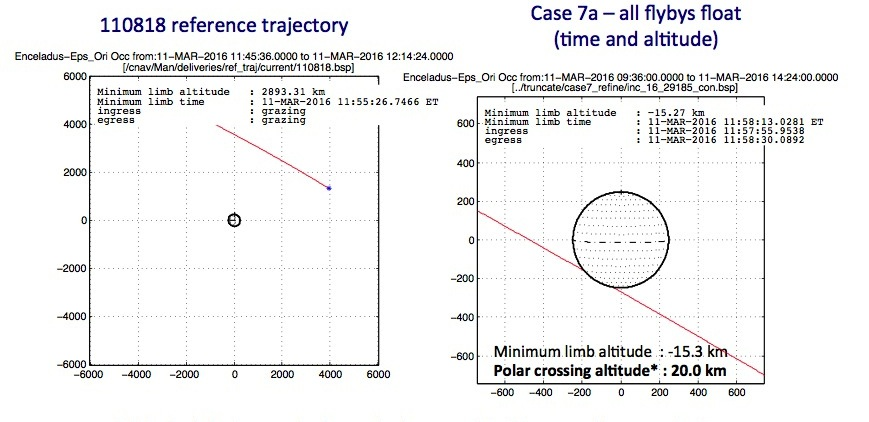 110818 reference trajectory
Enceladus-Eps_Ori Occ from:11-MAR-2016 11:45:36.0000 to 11-MAR-2016 12:14:24.0000
[/cnav/Man/deliveries/ref_traj/current/110818.bsp]
Minimum limb altitude : 2893.31 km
Minimum limb time : 11-MAR-2016 11:55:26.7466 ET
ingress : grazing
egress : grazing
6000
4000
2000
0
−2000
−4000
−6000
−6000 −4000 −2000 0 2000 4000 6000
Case 7a – all flybys float
(time and altitude)
Enceladus-Eps_Ori Occ from:11-MAR-2016 09:36:00.0000 to 11-MAR-2016 14:24:00.0000
[../truncate/case7_refine/inc_16_29185_con.bsp]
Minimum limb altitude : -15.27 km
Minimum limb time : 11-MAR-2016 11:58:13.0281 ET
ingress : 11-MAR-2016 11:57:55.9538
egress : 11-MAR-2016 11:58:30.0892
600
400
200
0
−200
−400
−600
Minimum limb altitude : -15.3 km
Polar crossing altitude* : 20.0 km
−600 −400 −200 0 200 400 600